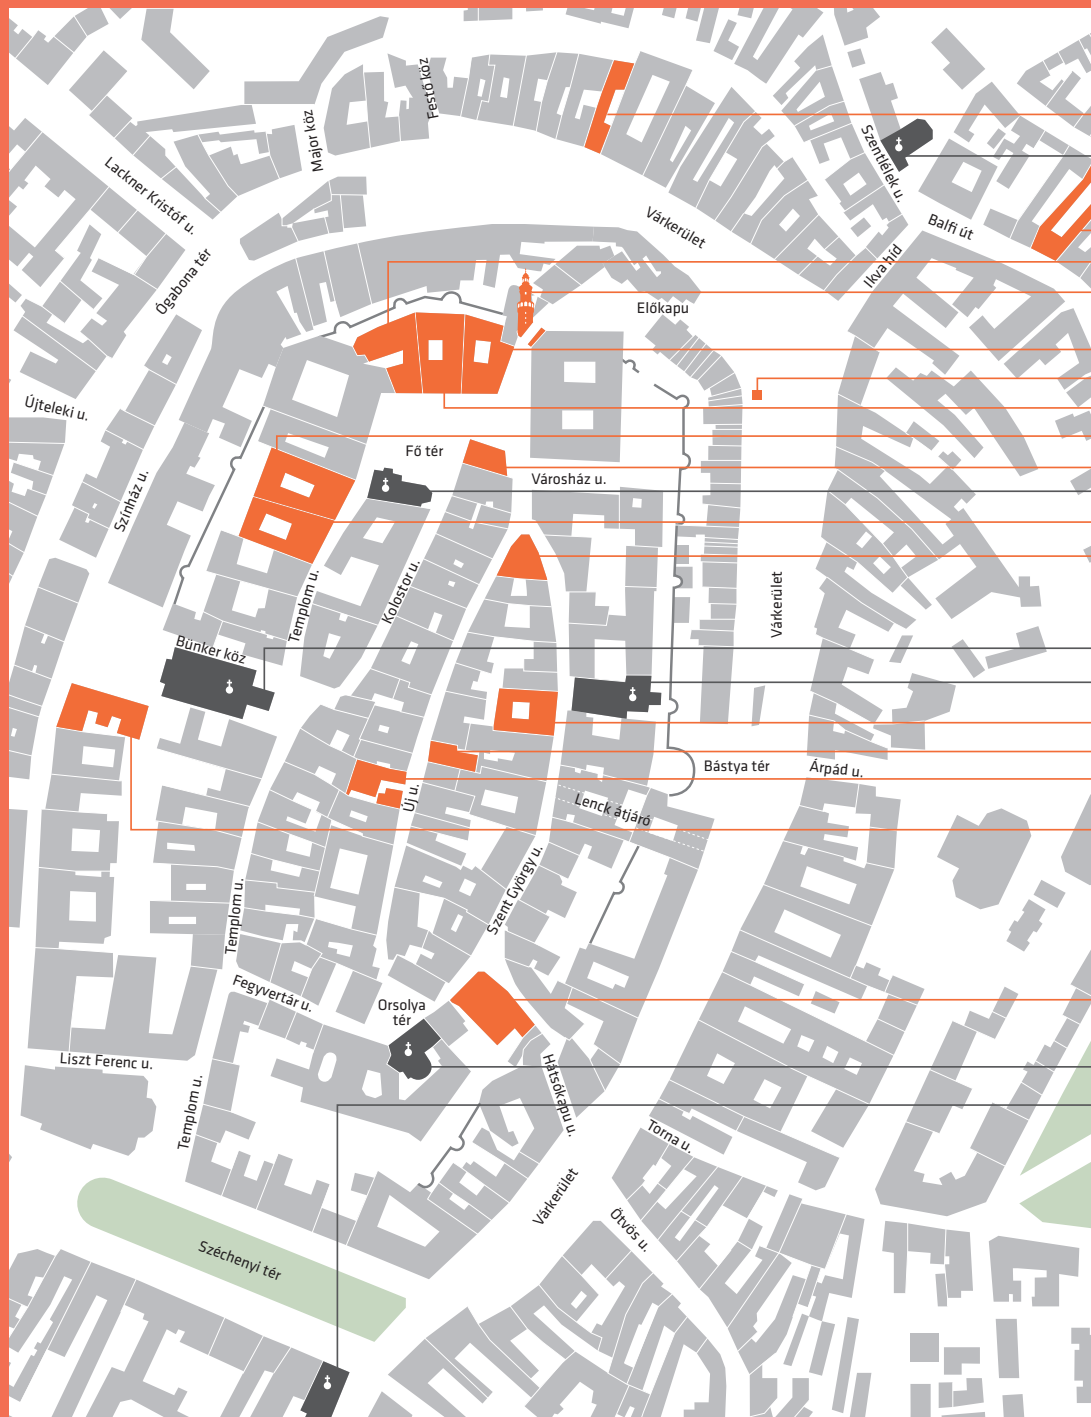 Festő köz
Major köz
Szentlélek u.
Lackner Kristóf u.
Várkerület
Balfi út
Ikva híd
Ógabona tér
Előkapu
Újteleki u.
Fő tér
Városház u.
Színház u.
Kolostor u.
Templom u.
Várkerület
Bünker köz
Bástya tér
Árpád u.
Új u.
Lenck átjáró
Szent György u.
Templom u.
Fegyvertár u.
Orsolya
tér
Liszt Ferenc u.
Hátsókapu u.
Templom u.
Torna u.
Várkerület
Ötvös u.
Széchenyi tér